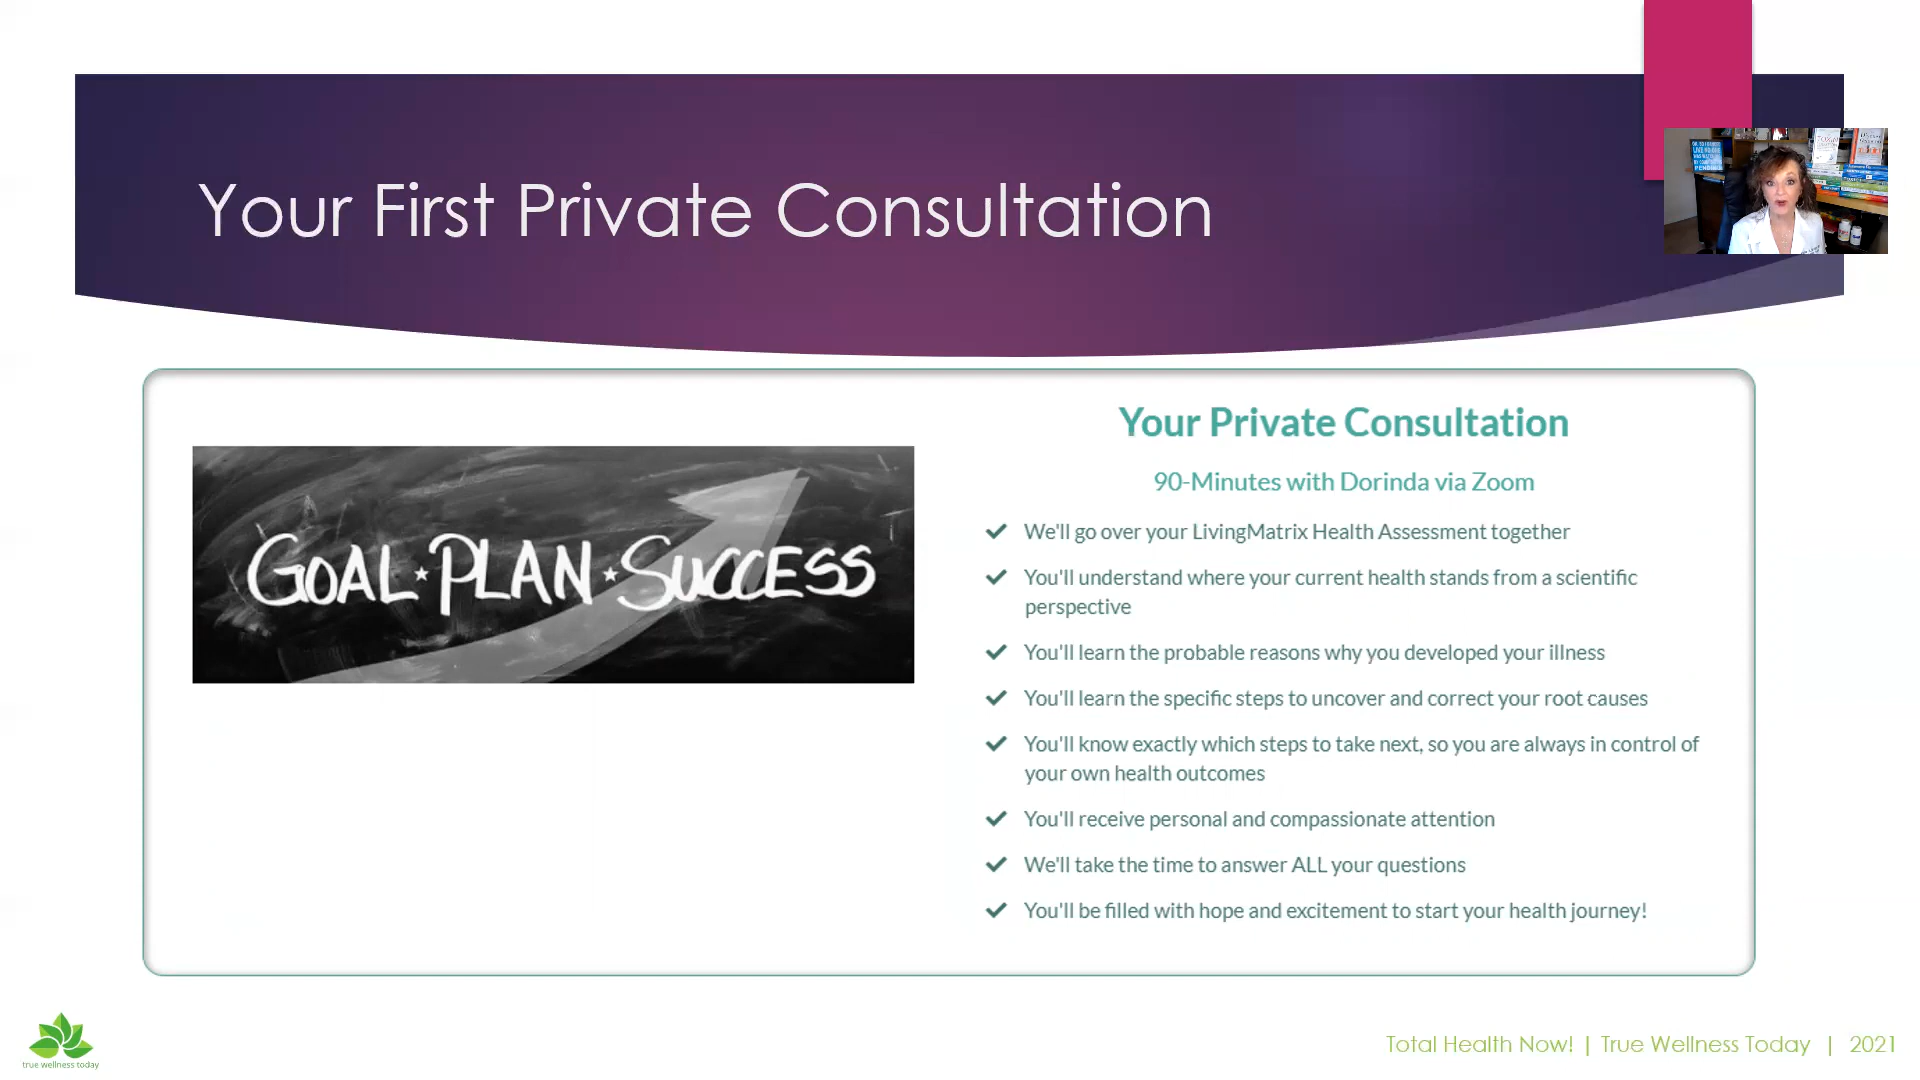 Your First Private Consultation
GOAL ★ PLAN ★ SUCCESS
Your Private Consultation
90-Minutes with Dorinda via Zoom
✔ We'll go over your LivingMatrix Health Assessment together
✔ You'll understand where your current health stands from a scientific
perspective
✔ You'll learn the probable reasons why you developed your illness
✔ You'll learn the specific steps to uncover and correct your root causes
✔ You'll know exactly which steps to take next, so you are always in control of
your own health outcomes
✔ You'll receive personal and compassionate attention
✔ We'll take the time to answer ALL your questions
✔ You'll be filled with hope and excitement to start your health journey!
true wellness today
Total Health Now! | True Wellness Today | 2021